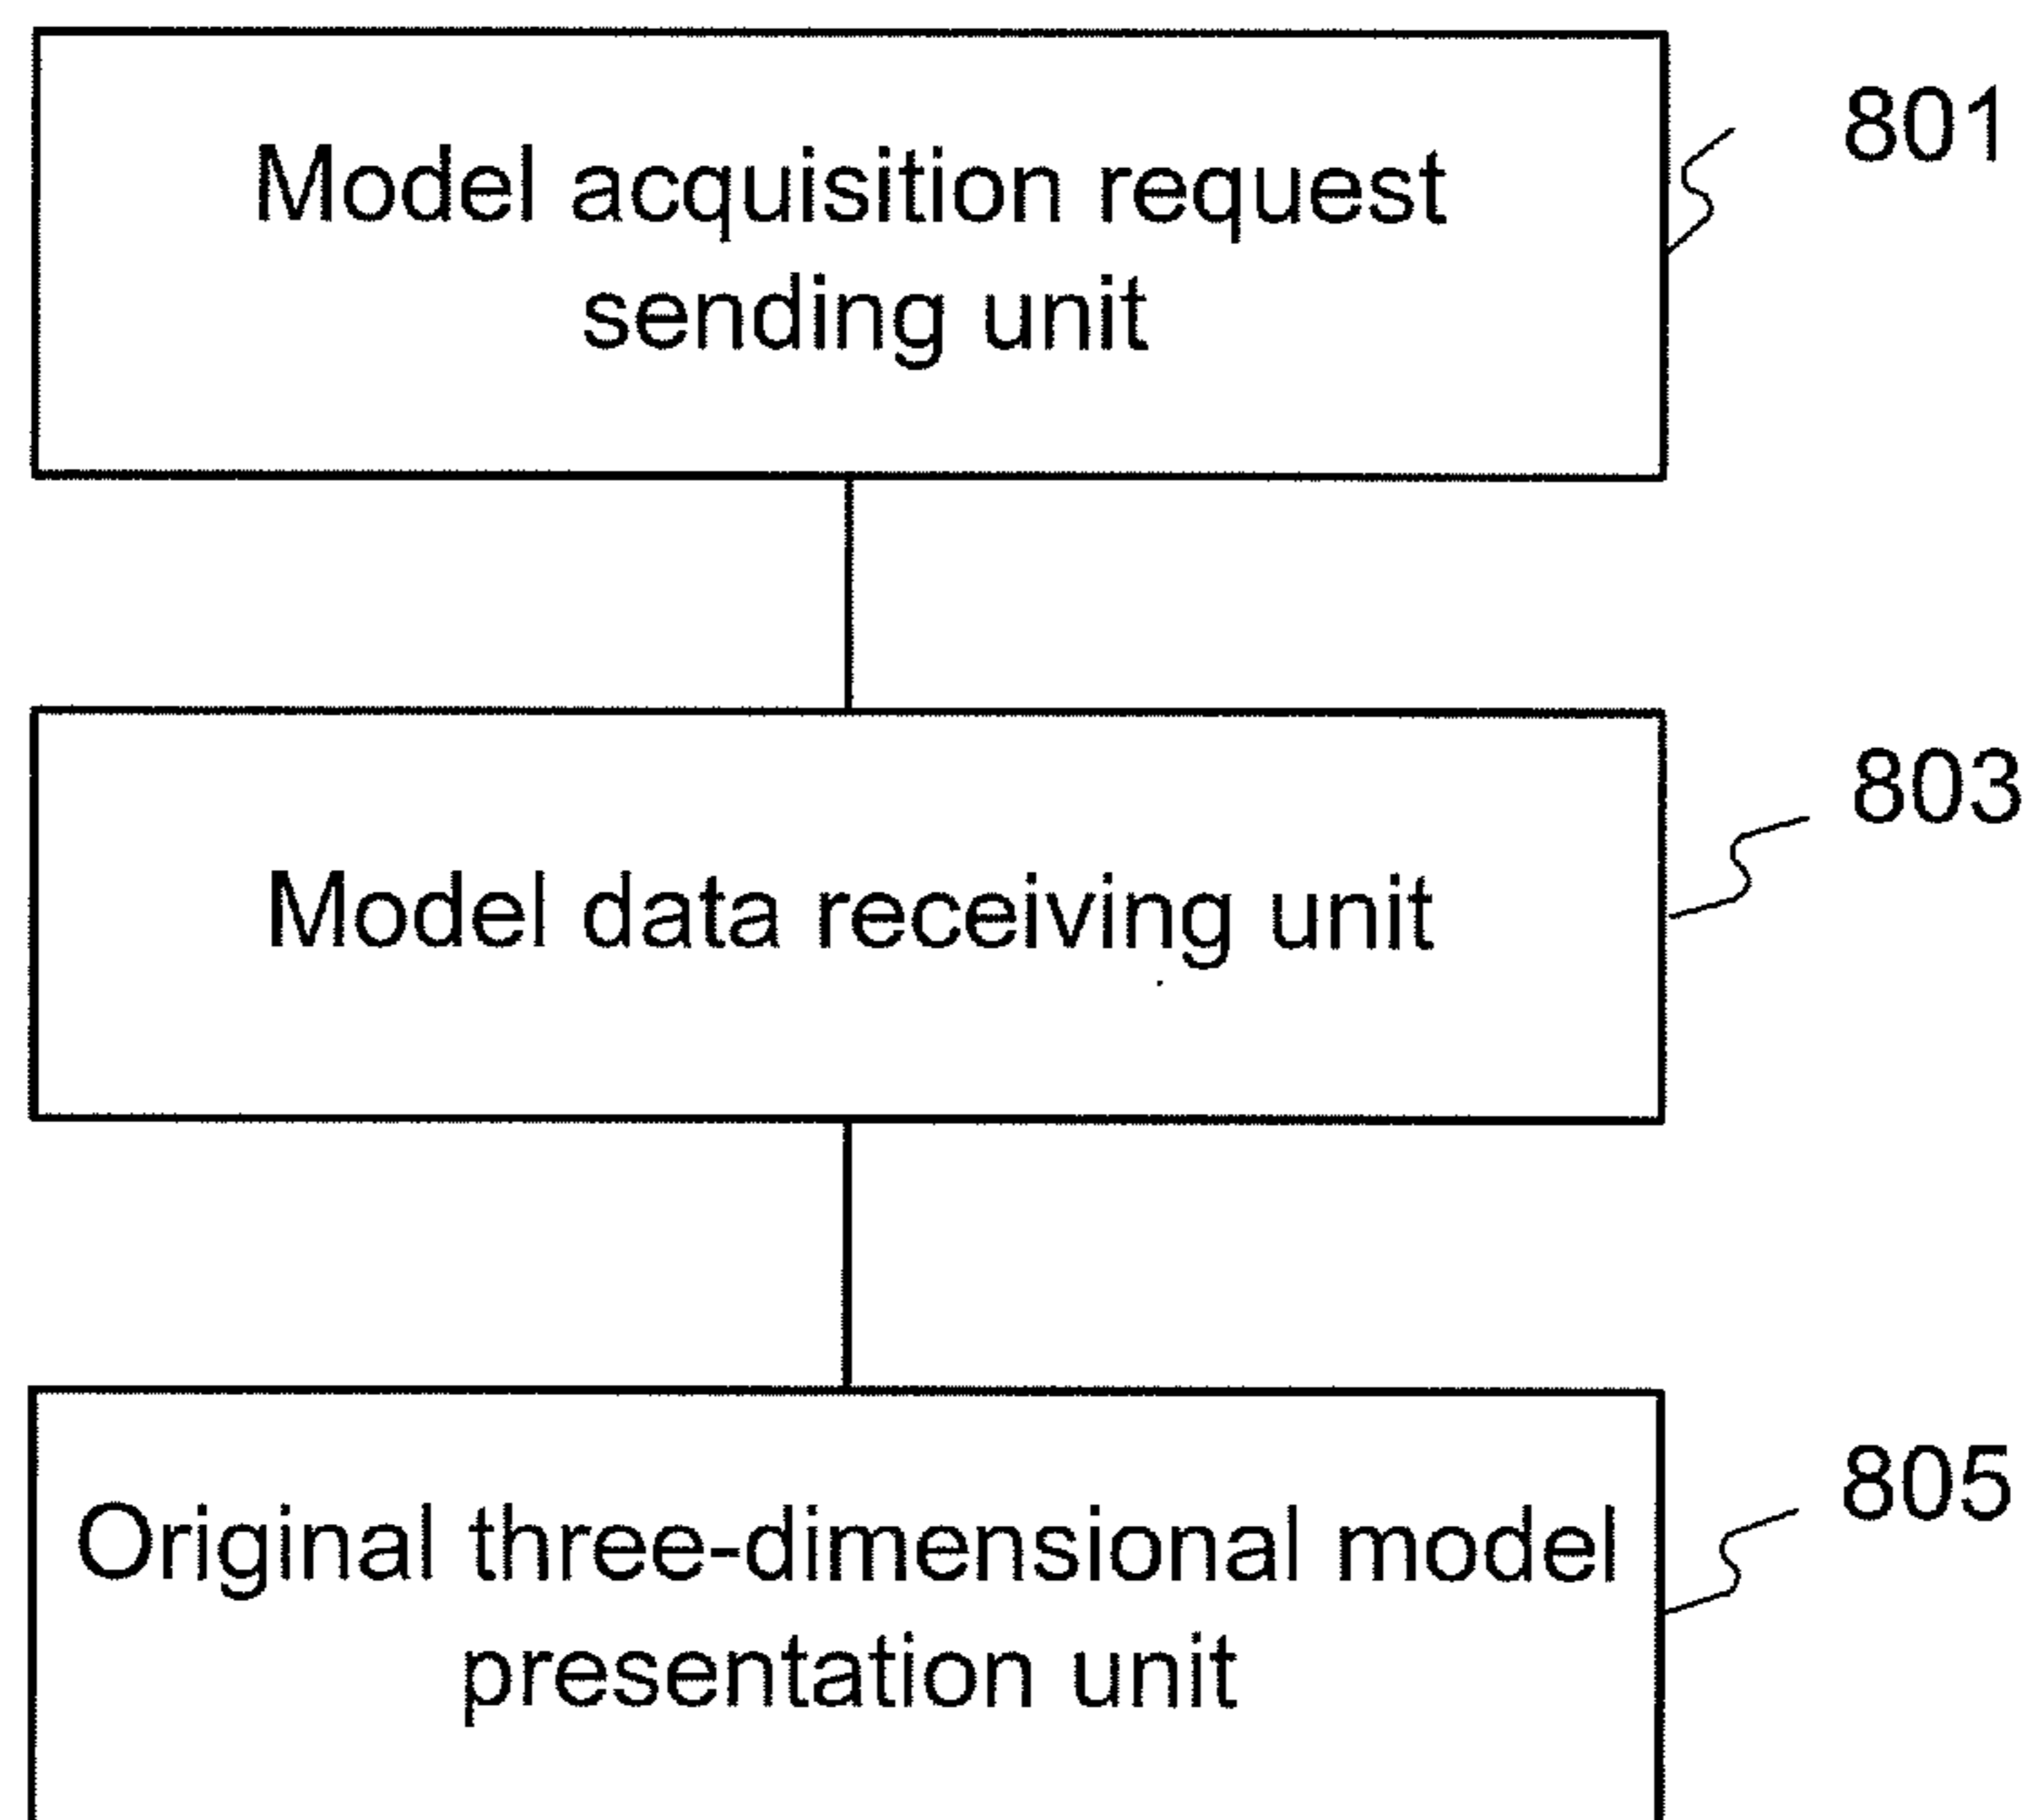 Model acquisition request
sending unit
801
Model data receiving unit
803
Original three-dimensional model
presentation unit
805